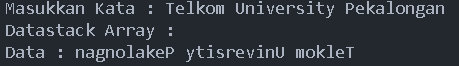 Masukkan Kata : Telkom University Pekalongan
Datastack Array :
Data : nagnolakeP ytisrevinU mokleT